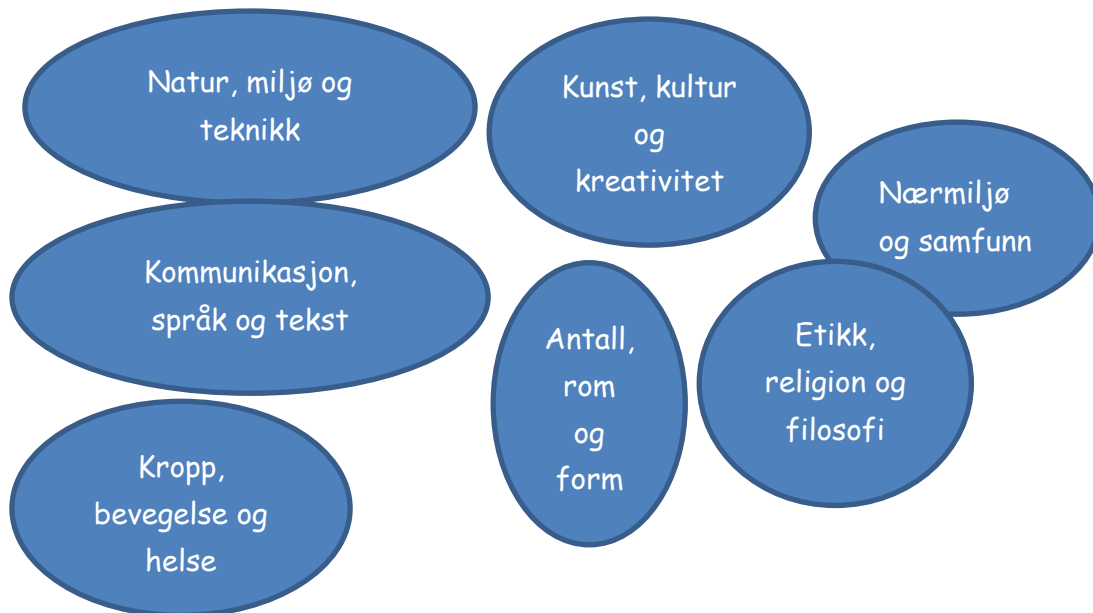 Natur, miljø og
teknikk
Kunst, kultur
og
kreativitet
Nærmiljø
og samfunn
Kommunikasjon,
språk og tekst
Antall,
rom
og
form
Etikk,
religion og
filosofi
Kropp,
bevegelse og
helse